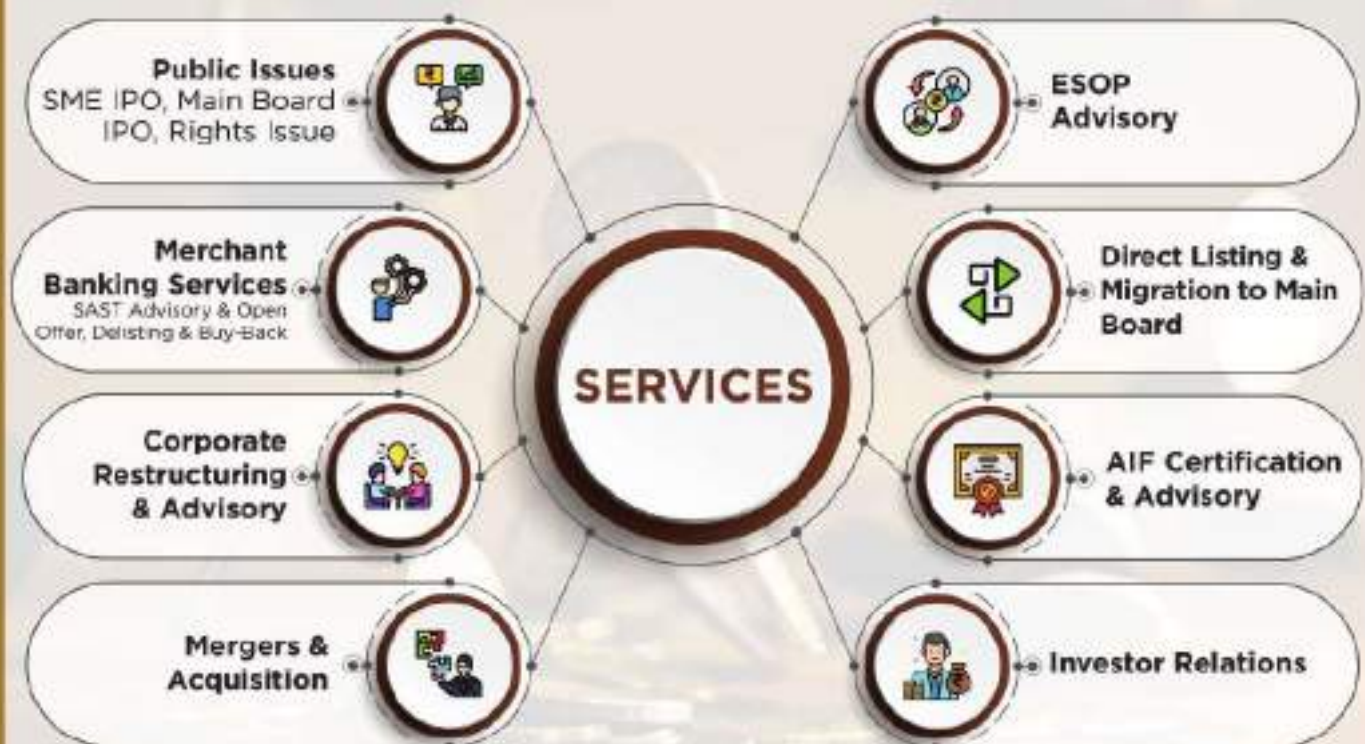 Public Issues
SME IPO, Main Board
IPO, Rights Issue
Merchant
Banking Services
SAST Advisory & Open
Offer, Delisting & Buy-Back
Corporate
Restructuring
& Advisory
Mergers &
Acquisition
SERVICES
ESOP
Advisory
Direct Listing &
Migration to Main
Board
AIF Certification
& Advisory
Investor Relations